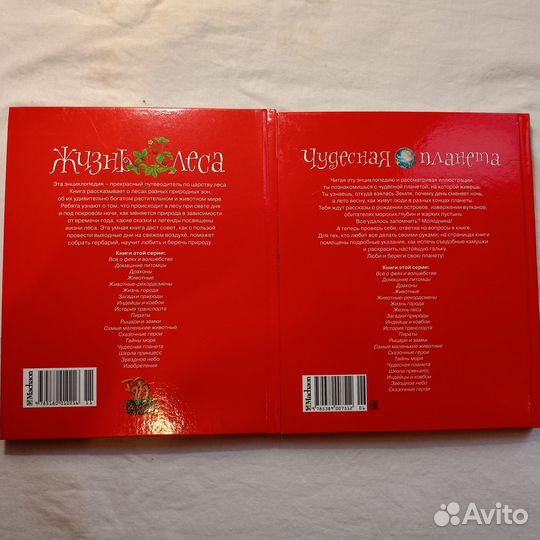 Жизнь леса
Эта энциклопедия – прекрасный путеводитель по царству леса.
Книга рассказывает о лесах разных природных зон,
об их удивительно богатом растительном и животном мире.
Ребята узнают о том, что происходит в лесу при свете дня
и под покровом ночи, как меняется природа в зависимости
от времени года, какие сказки и легенды посвящены
жизни леса. Эта умная книга даст совет, как с пользой
провести выходные дни на свежем воздухе, поможет
собрать гербарий, научит любить и беречь природу.
Книги этой серии:
Всё о феях и волшебстве
Домашние питомцы
Драконы
Животные
Животные-рекордсмены
Жизнь города
Загадки природы
Индейцы и ковбои
История транспорта
Пираты
Рыцари и замки
Самые маленькие животные
Сказочные герои
Тайны моря
Чудесная планета
Школа принцесс
Звёздное небо
Изобретения
Machaon
Чудесная планета
Читая эту энциклопедию и рассматривая иллюстрации,
ты познакомишься с чудесной планетой, на которой живёшь.
Ты узнаешь, откуда взялась Земля, почему день сменяет ночь,
а лето весну, как живут люди в разных концах планеты.
Тебя ждут рассказы о рождении островов, извержении вулканов,
обитателях морских глубин и жарких пустынь.
Всё удалось запомнить? Молодчина!
А теперь проверь себя, ответив на вопросы к книге.
Для тех, кто любит все делать своими руками, на страницах книги
помещены подробные указания, как испечь съедобные камушки
и раскрасить настоящую гальку.
Люби и береги свою планету!
Книги этой серии:
Всё о феях и волшебстве
Домашние питомцы
Драконы
Животные
Животные-рекордсмены
Жизнь города
Жизнь леса
Загадки природы
Индейцы и ковбои
История транспорта
Пираты
Рыцари и замки
Самые маленькие животные
Сказочные герои
Тайны моря
Чудесная планета
Школа принцесс
Индейцы и ковбои
Звёздное небо
Сказочные герои
Machaon
9 785389 007512
Avito